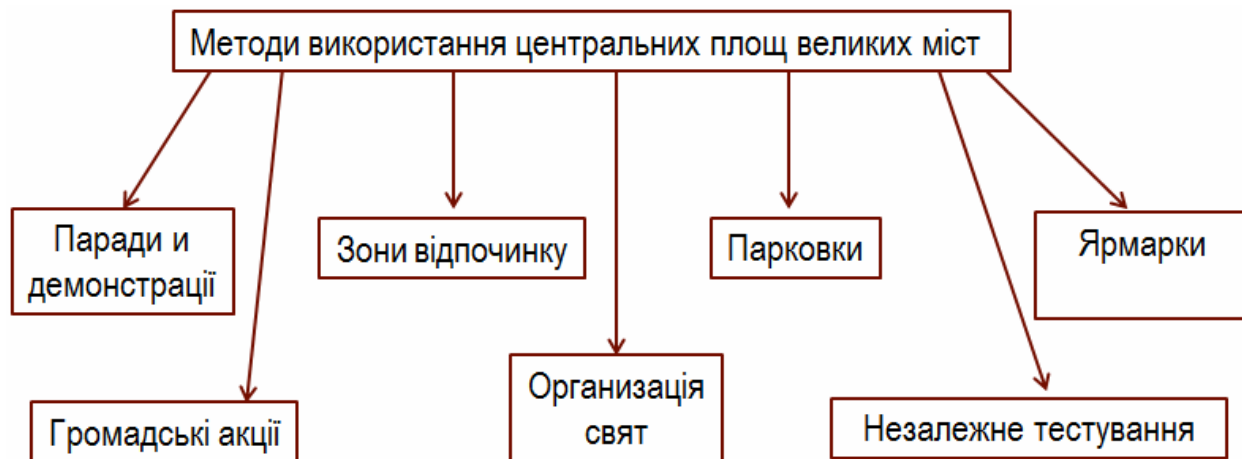 Методи використання центральних площ великих міст
Паради и
демонстрації
Зони відпочинку
Парковки
Ярмарки
Громадські акції
Организація
свят
Незалежне тестування